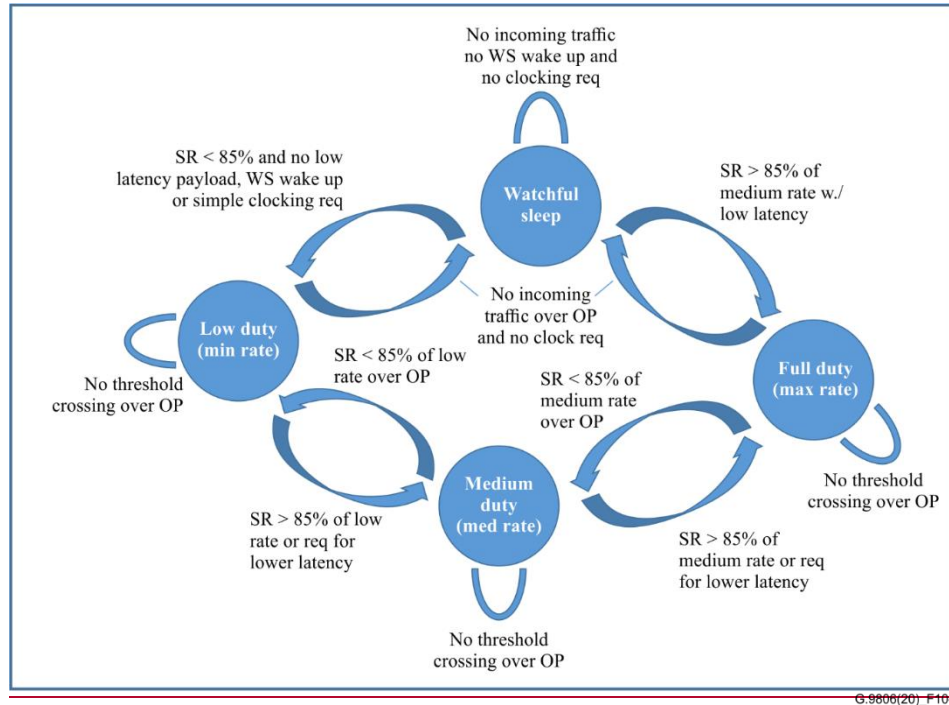 No incoming traffic
no WS wake up and
no clocking req
SR < 85% and no low
latency payload, WS wake up
or simple clocking req
Watchful
sleep
SR > 85% of
medium rate w./
low latency
No incoming
traffic over OP
and no clock req
Low duty
(min rate)
No threshold
crossing over OP
SR < 85% of low
rate over OP
SR < 85% of
medium rate
over OP
Full duty
(max rate)
No threshold
crossing over OP
Medium
duty
(med rate)
SR > 85% of low
rate or req for
lower latency
SR > 85% of
medium rate or req
for lower latency
No threshold
crossing over OP